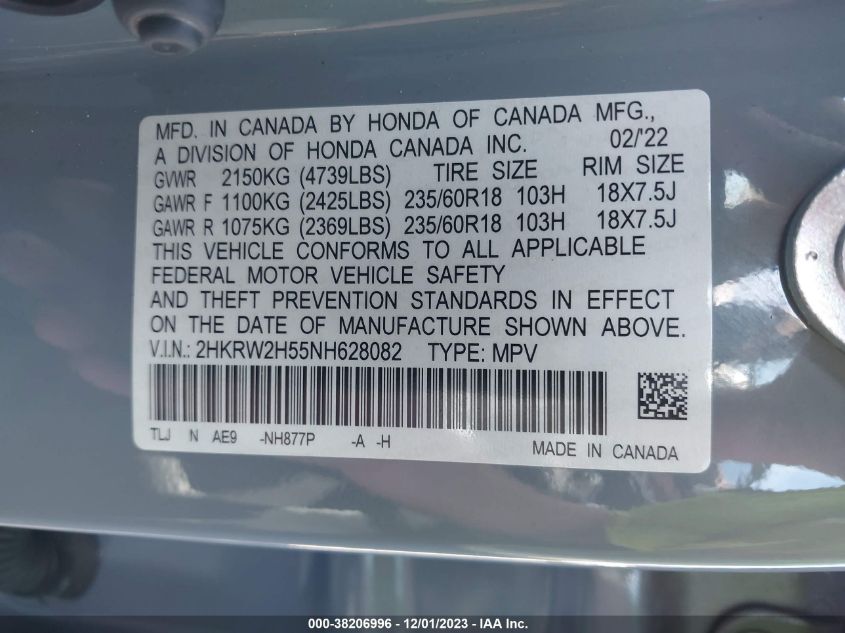 MFD. IN CANADA BY HONDA OF CANADA MFG.,
A DIVISION OF HONDA CANADA INC. 02/'22
GVWR 2150KG (4739LBS) TIRE SIZE RIM SIZE
GAWR F 1100KG (2425LBS) 235/60R18 103H 18X7.5J
GAWR R 1075KG (2369LBS) 235/60R18 103H 18X7.5J
THIS VEHICLE CONFORMS TO ALL APPLICABLE
FEDERAL MOTOR VEHICLE SAFETY
AND THEFT PREVENTION STANDARDS IN EFFECT
ON THE DATE OF MANUFACTURE SHOWN ABOVE.
V.I.N.: 2HKRW2H55NH628082 TYPE: MPV
TLJ N AE9 -NH877P -A -H
MADE IN CANADA
000-38206996 - 12/01/2023 - IAA Inc.